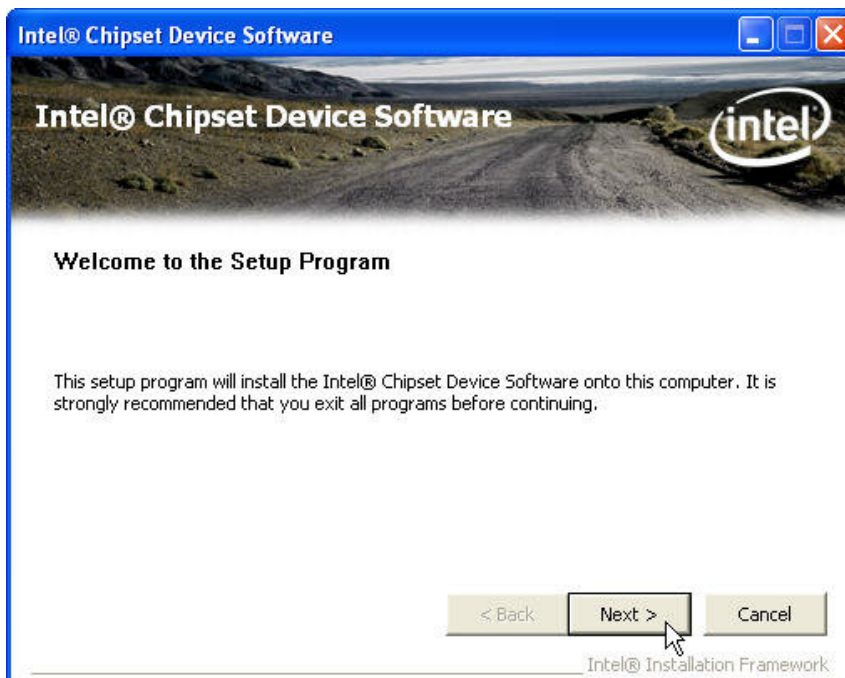 Intel® Chipset Device Software
Intel® Chipset Device Software
intel
Welcome to the Setup Program
This setup program will install the Intel® Chipset Device Software onto this computer. It is
strongly recommended that you exit all programs before continuing.
< Back Next > Cancel
Intel® Installation Framework